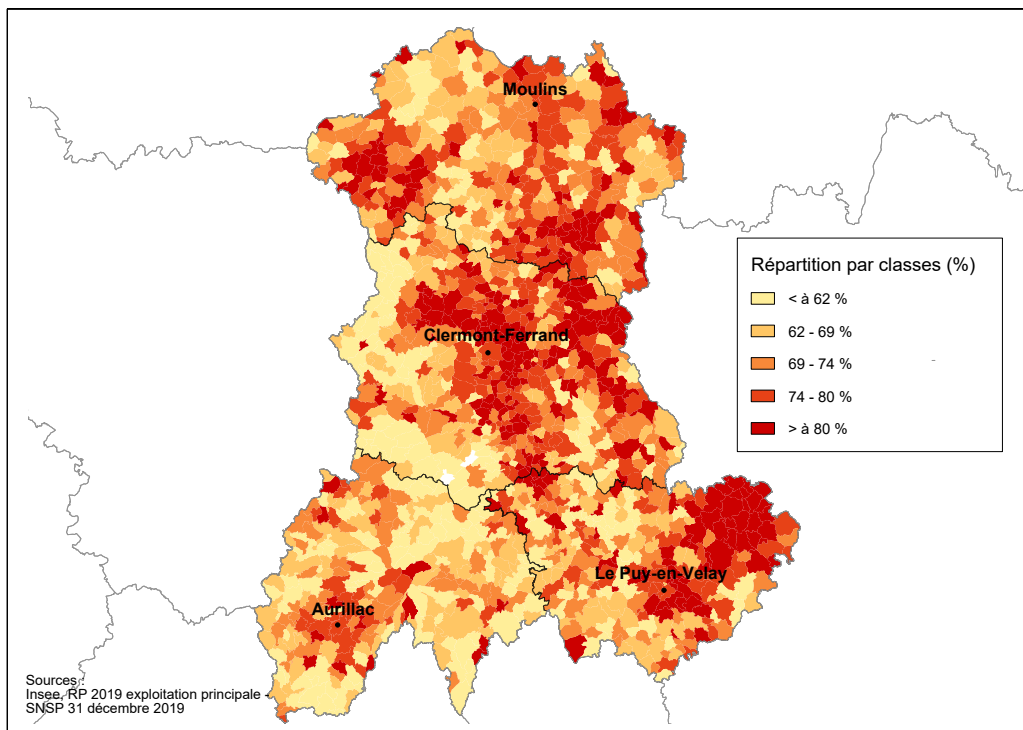 Moulins
Répartition par classes (%)
< à 62 %
62 - 69 %
69 - 74 %
74 - 80 %
> à 80 %
Clermont-Ferrand
Le Puy-en-Velay
Aurillac
Sources :
Insee, RP 2019 exploitation principale -
SNSP 31 décembre 2019